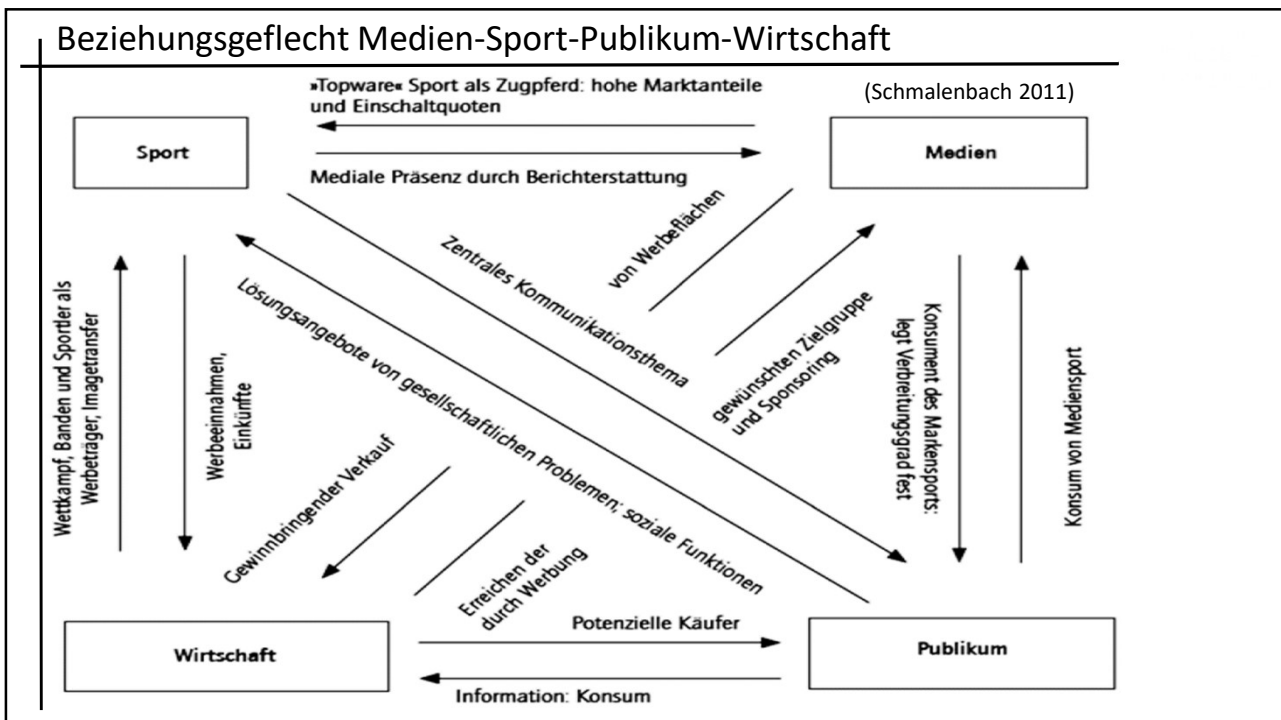 Beziehungsgeflecht Medien-Sport-Publikum-Wirtschaft
(Schmalenbach 2011)
»Topware« Sport als Zugpferd: hohe Marktanteile
und Einschaltquoten
Sport
Medien
Mediale Präsenz durch Berichterstattung
von Werbeflächen
Zentrales Kommunikationsthema
Lösungsangebote von gesellschaftlichen Problemen; soziale Funktionen
gewünschten Zielgruppe
und Sponsoring
Wettkampf, Banden und Sportler als
Werbeträger, Imagetransfer
Werbeeinnahmen,
Einkünfte
Konsument des Markensports:
legt Verbreitungsgrad fest
Konsum von Mediensport
Gewinnbringender Verkauf
Erreichen der
durch Werbung
Potenzielle Käufer
Wirtschaft
Publikum
Information: Konsum